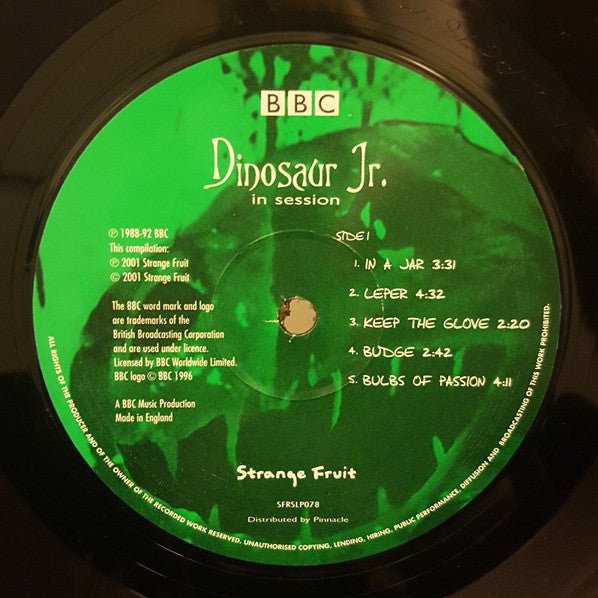 BBC
Dinosaur Jr.
in session
℗ 1988-92 BBC
This compilation:
℗ 2001 Strange Fruit
© 2001 Strange Fruit
The BBC word mark and logo
are trademarks of the
British Broadcasting Corporation
and are used under licence.
Licensed by BBC Worldwide Limited.
BBC logo © BBC 1996
A BBC Music Production
Made in England
SIDE 1
1. IN A JAR 3:31
2. LEPER 4:32
3. KEEP THE GLOVE 2:20
4. BUDGE 2:42
5. BULBS OF PASSION 4:11
Strange Fruit
SFRSLP078
Distributed by Pinnacle
ALL RIGHTS OF THE PRODUCER AND OF THE OWNER OF THE RECORDED WORK RESERVED. UNAUTHORISED COPYING, LENDING, HIRING, PUBLIC PERFORMANCE, DIFFUSION AND BROADCASTING OF THIS WORK PROHIBITED.